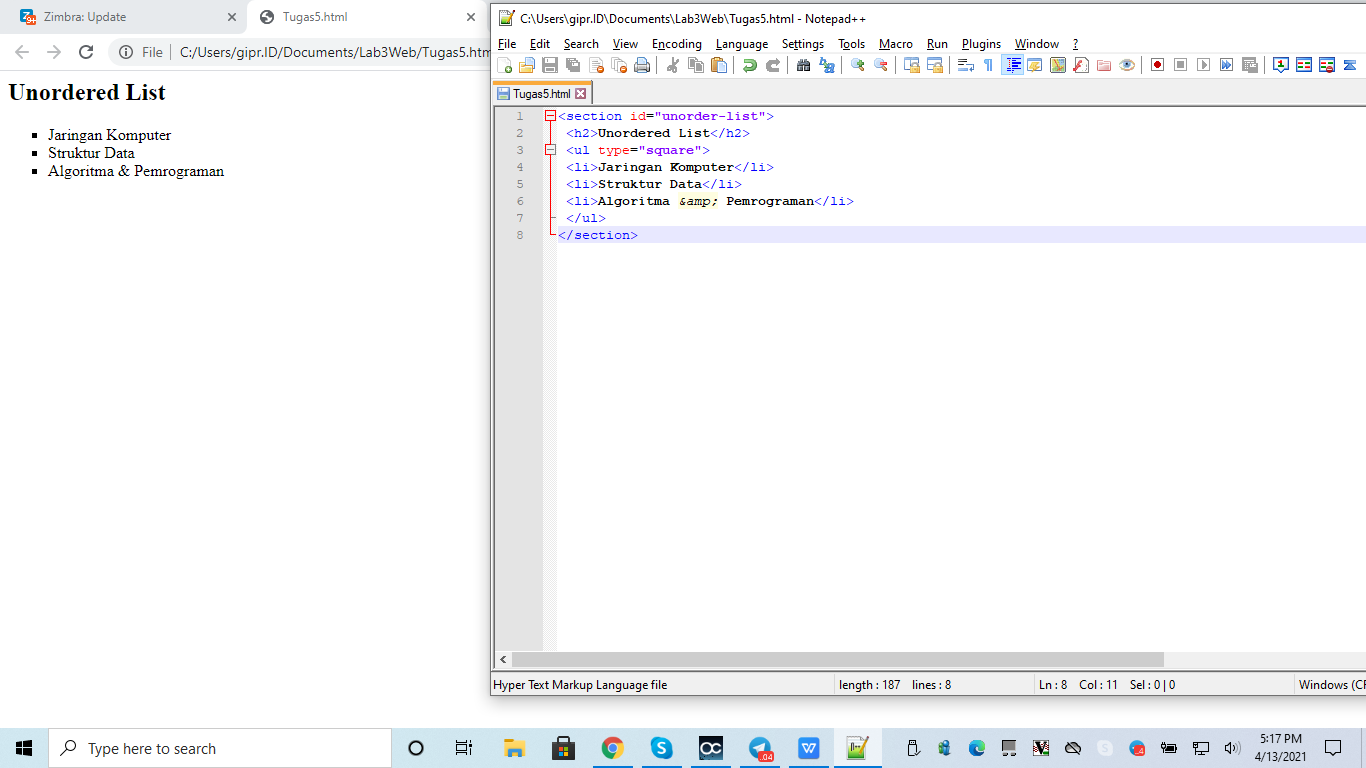 Zimbra: Update
Tugas5.html
File
C:/Users/gipr.ID/Documents/Lab3Web/Tugas5.htm
Unordered List
Jaringan Komputer
Struktur Data
Algoritma & Pemrograman
C:\Users\gipr.ID\Documents\Lab3Web\Tugas5.html - Notepad++
File Edit Search View Encoding Language Settings Tools Macro Run Plugins Window ?
Tugas5.html
1 <section id="unorder-list">
2 <h2>Unordered List</h2>
3 <ul type="square">
4 <li>Jaringan Komputer</li>
5 <li>Struktur Data</li>
6 <li>Algoritma &amp; Pemrograman</li>
7 </ul>
8 </section>
Hyper Text Markup Language file length : 187 lines : 8 Ln : 8 Col : 11 Sel : 0 | 0 Windows (CR
Type here to search
5:17 PM
4/13/2021